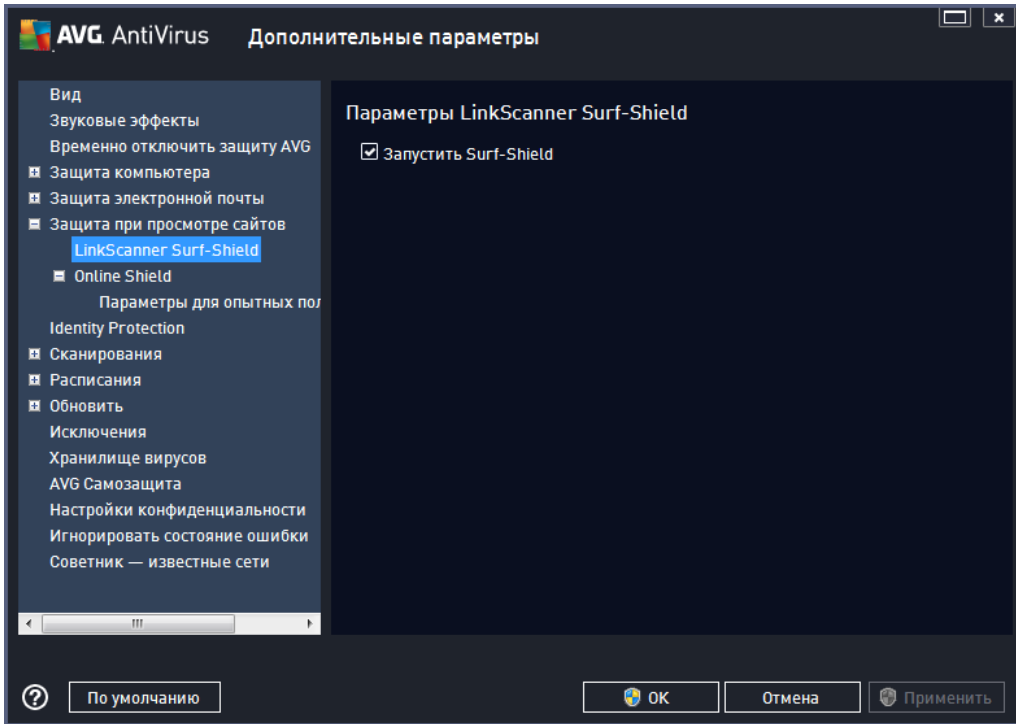 AVG. AntiVirus Дополнительные параметры
Вид
Звуковые эффекты
Временно отключить защиту AVG
Защита компьютера
Защита электронной почты
Защита при просмотре сайтов
LinkScanner Surf-Shield
Online Shield
Параметры для опытных пол
Identity Protection
Сканирования
Расписания
Обновить
Исключения
Хранилище вирусов
AVG Самозащита
Настройки конфиденциальности
Игнорировать состояние ошибки
Советник — известные сети
Параметры LinkScanner Surf-Shield
Запустить Surf-Shield
? По умолчанию OK Отмена Применить